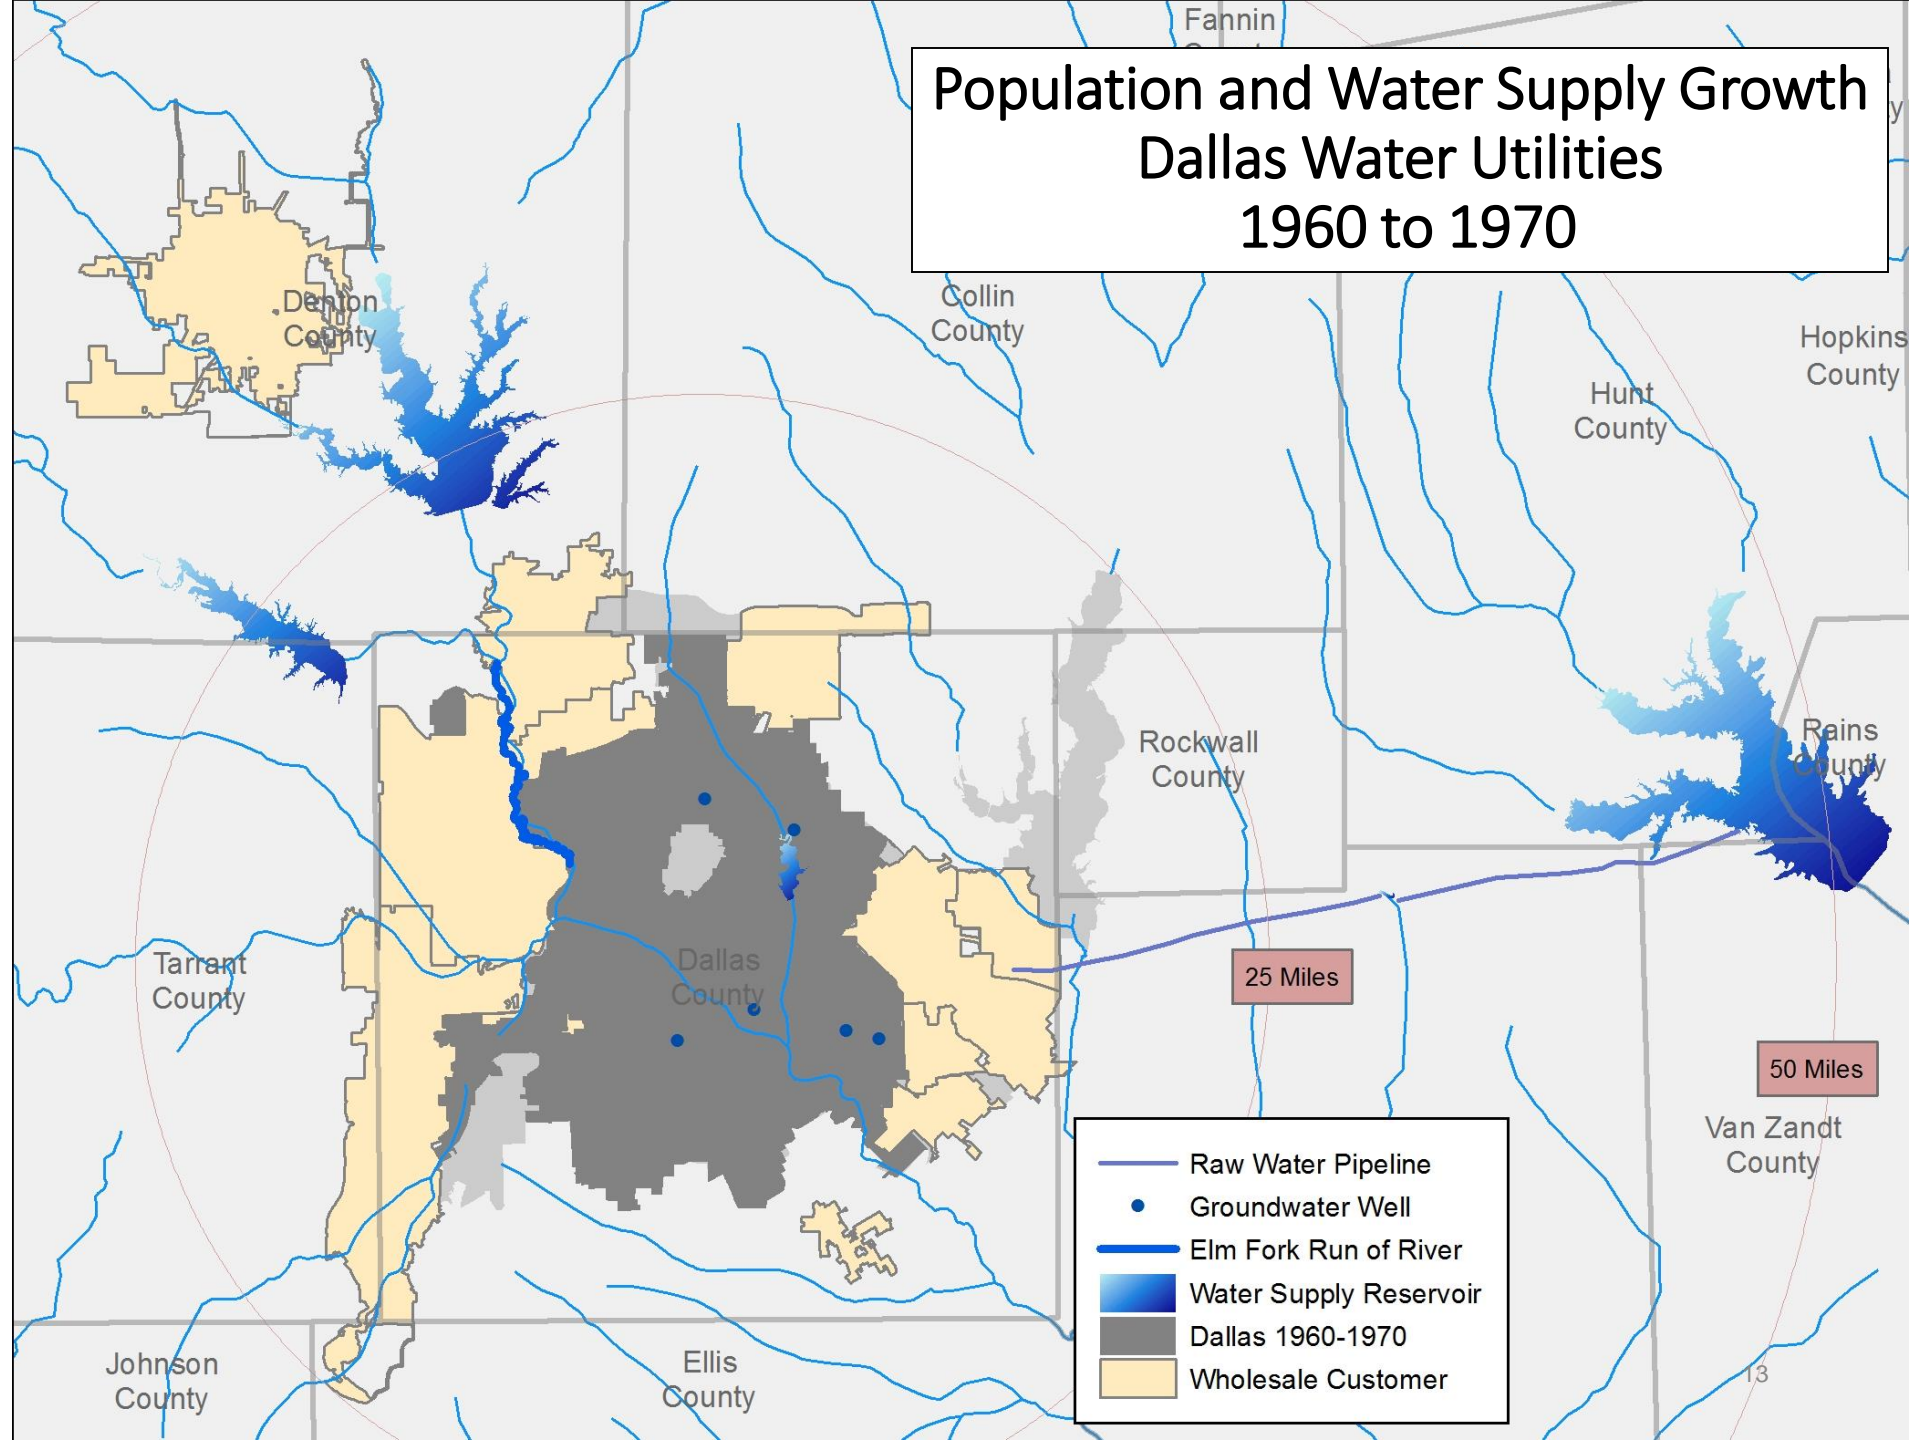 Fannin
Population and Water Supply Growth
Dallas Water Utilities
1960 to 1970
y
Denton
County
Collin
County
Hopkins
County
Hunt
County
Rains
County
Rockwall
County
Tarrant
County
Dallas
County
25 Miles
50 Miles
Van Zandt
County
Raw Water Pipeline
Groundwater Well
Elm Fork Run of River
Water Supply Reservoir
Dallas 1960-1970
Wholesale Customer
Johnson
County
Ellis
County
13